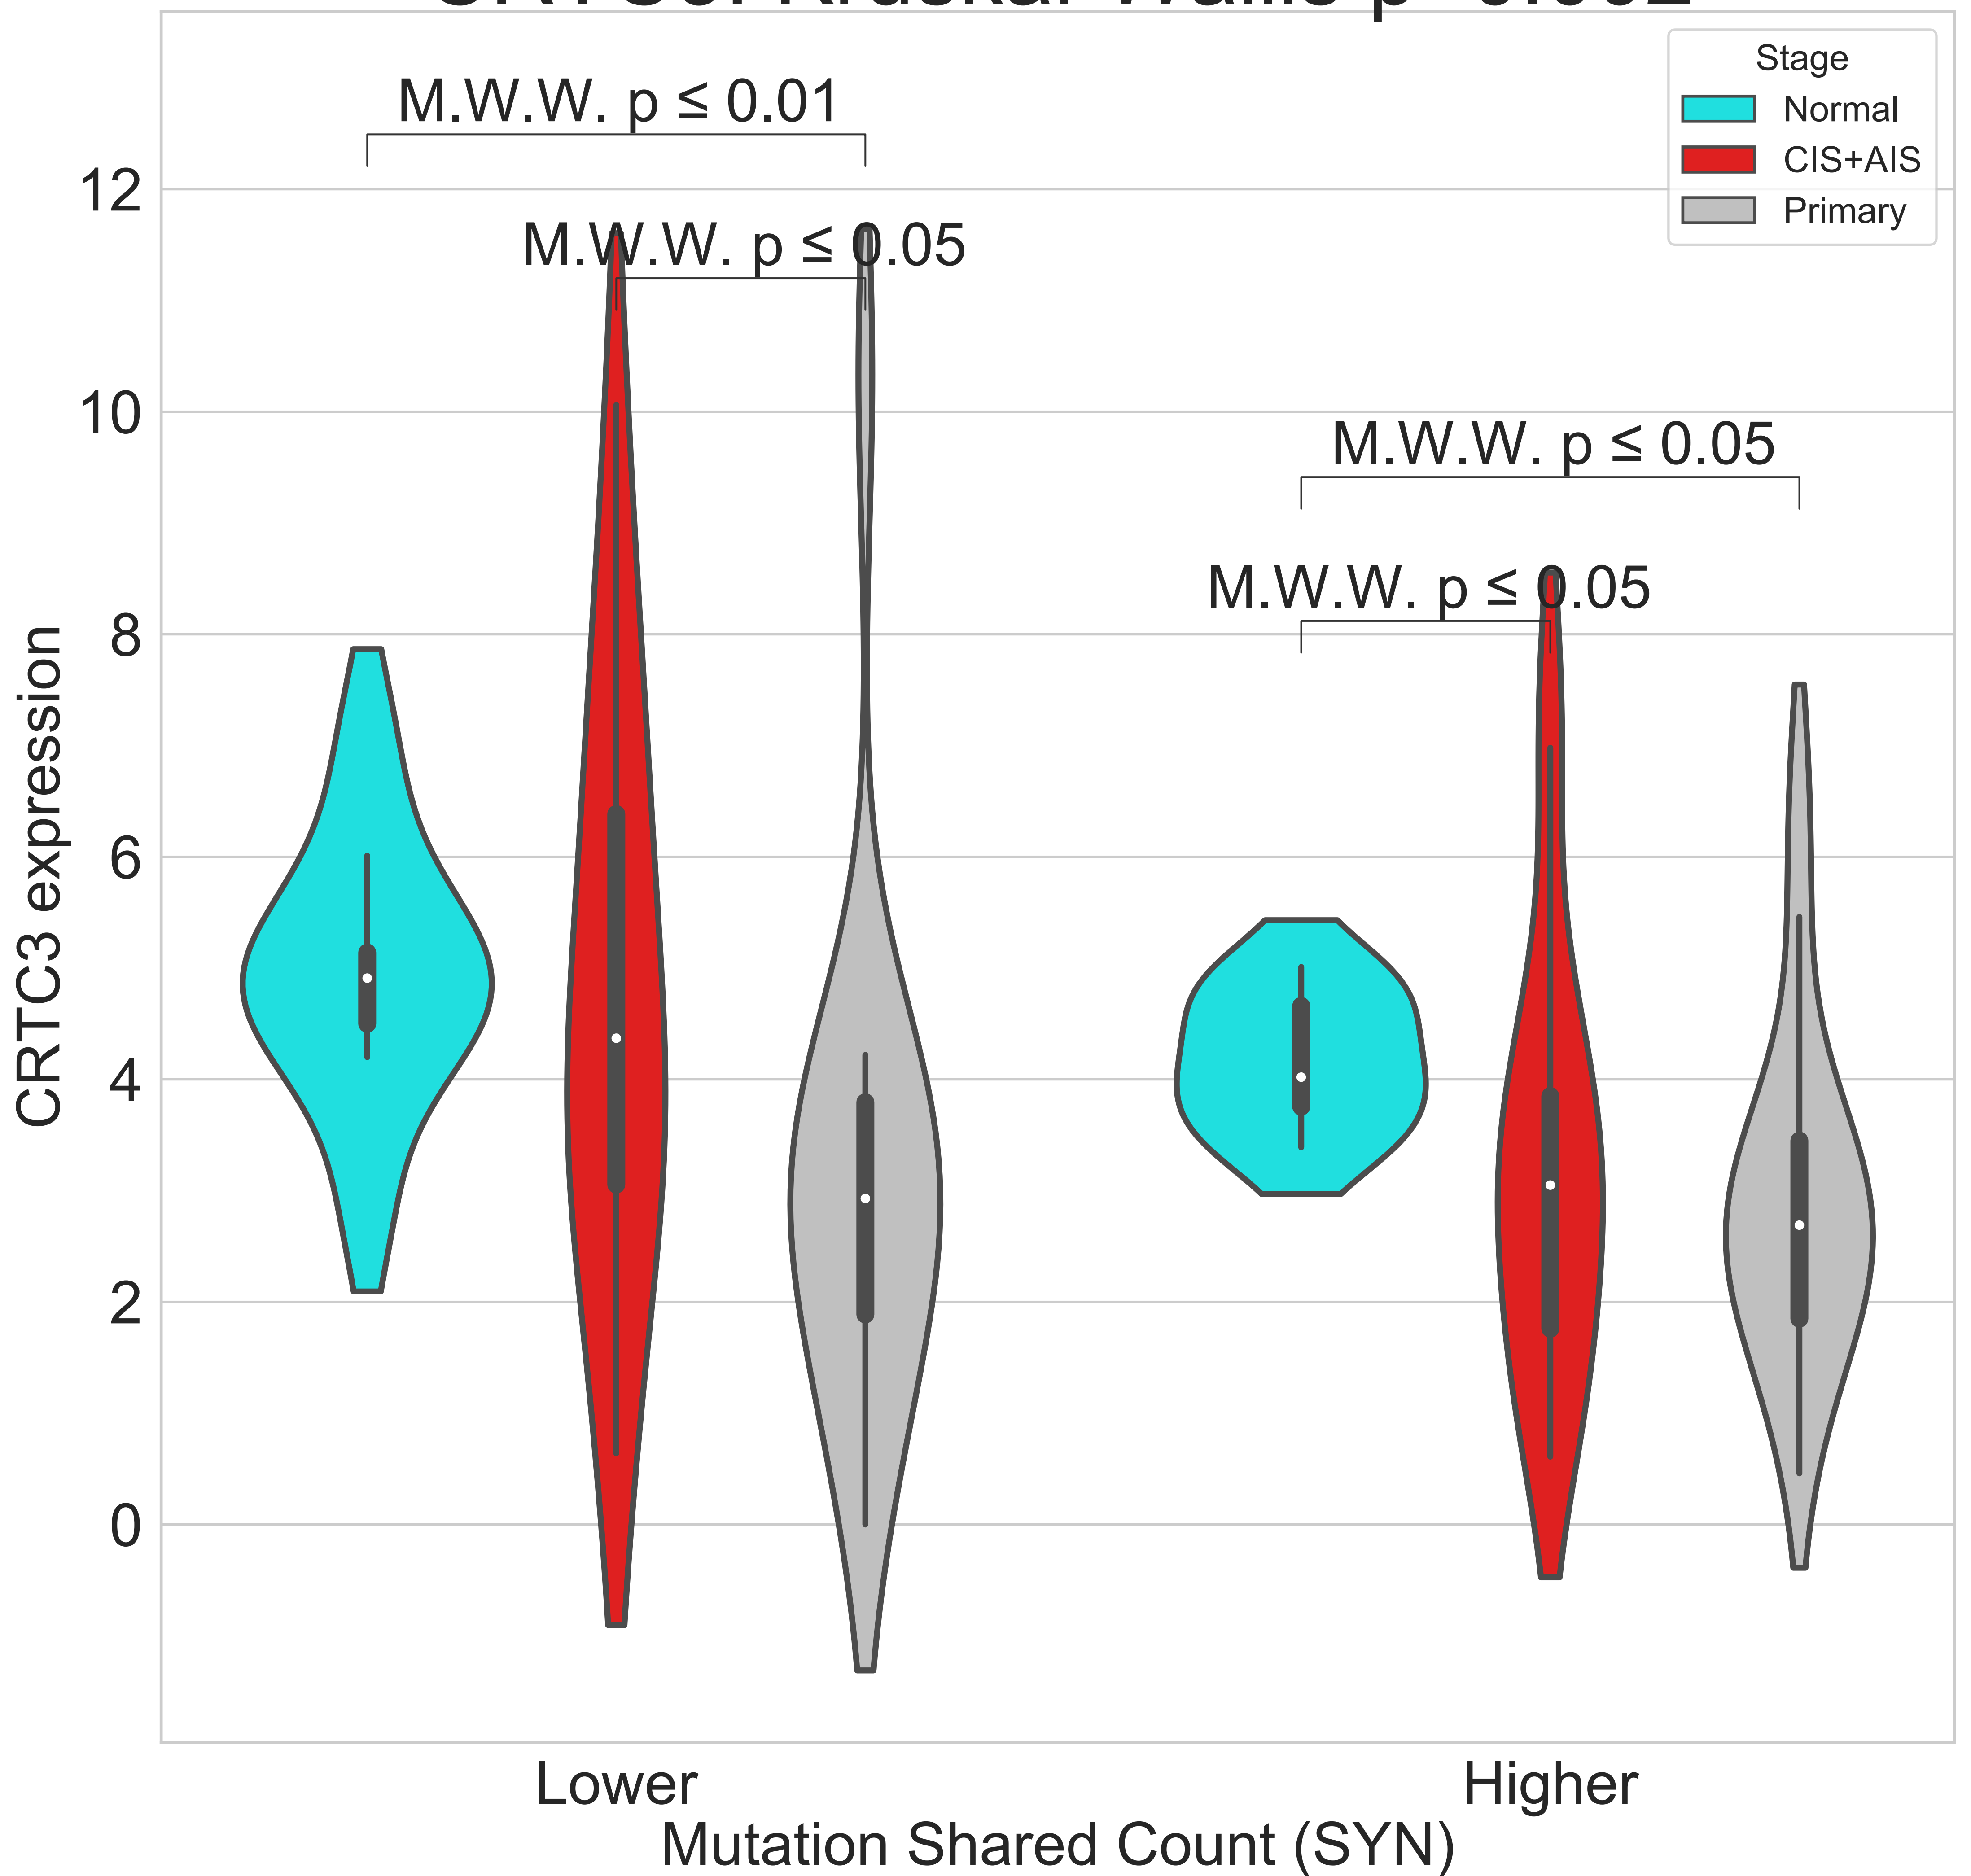 Stage
Normal
CIS+AIS
Primary
M.W.W. p ≤ 0.01
M.W.W. p ≤ 0.05
M.W.W. p ≤ 0.05
M.W.W. p ≤ 0.05
12
10
8
6
4
2
0
CRTC3 expression
Lower
Higher
Mutation Shared Count (SYN)